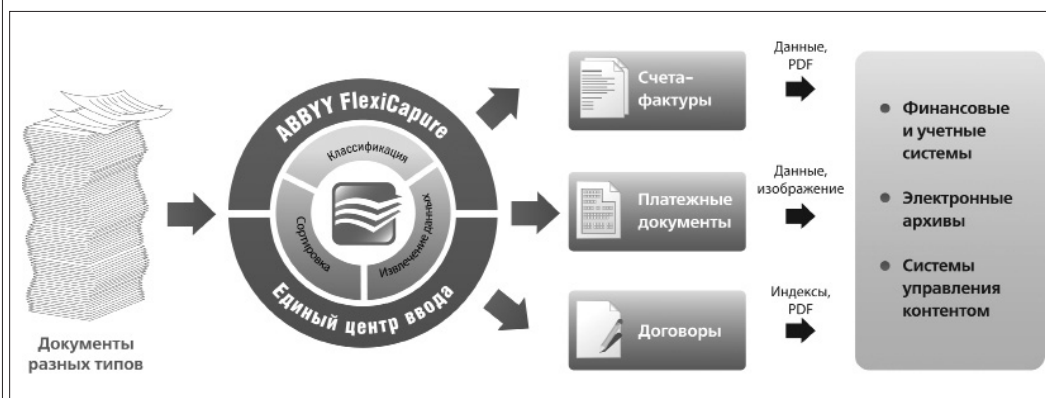 Документы
разных типов
ABBYY FlexiCapure
Единый центр ввода
Классификация
Сортировка
Извлечение данных
Счета-
фактуры
Платежные
документы
Договоры
Данные,
PDF
Данные,
изображение
Индексы,
PDF
Финансовые
и учетные
системы
Электронные
архивы
Системы
управления
контентом